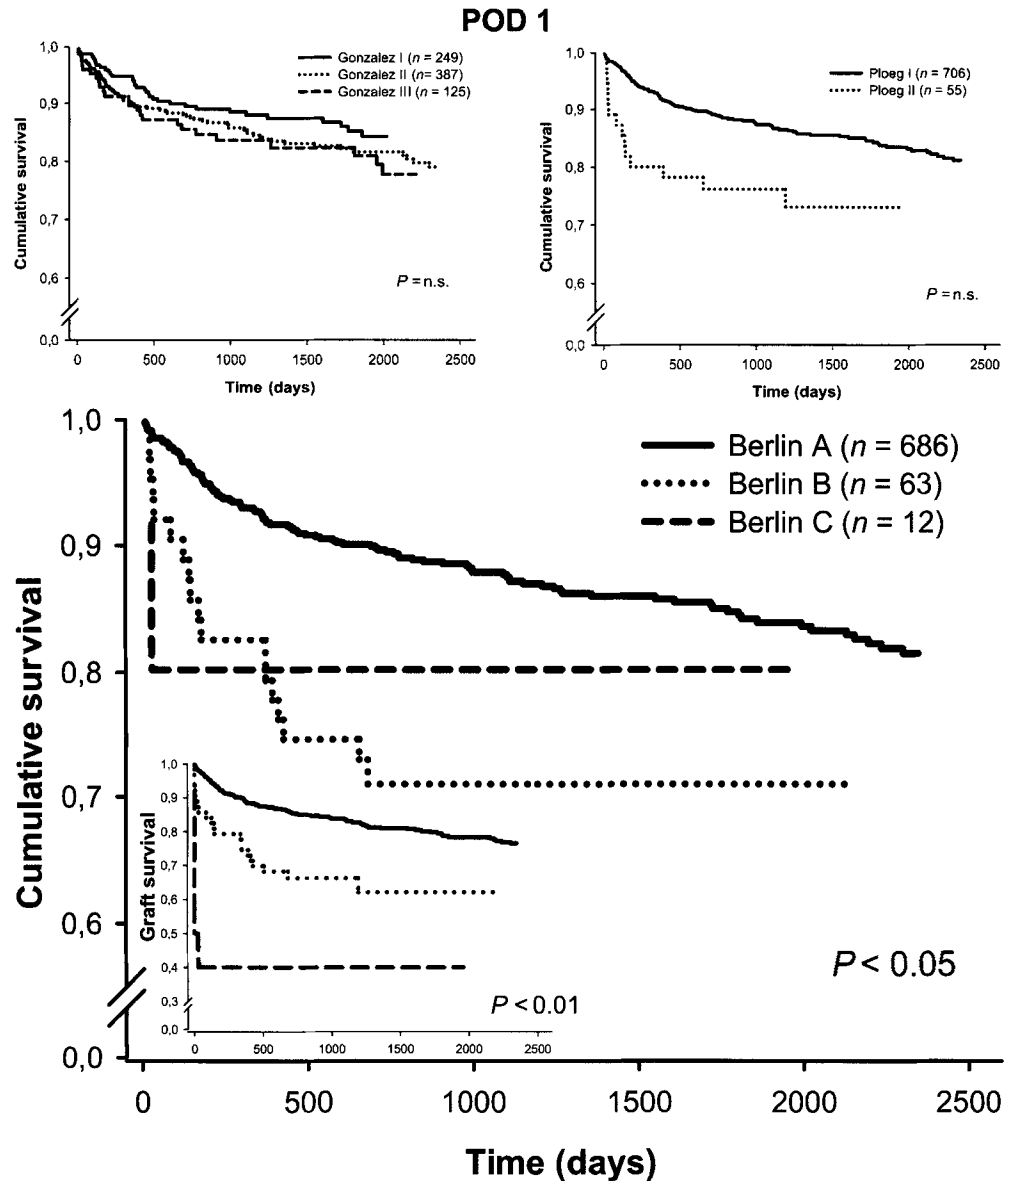 POD 1
Gonzalez I (n = 249)
Gonzalez II (n = 387)
Gonzalez III (n = 125)
1,0
0,9
0,8
0,7
0,6
0,0
Cumulative survival
P = n.s.
0 500 1000 1500 2000 2500
Time (days)
Ploeg I (n = 706)
Ploeg II (n = 55)
1,0
0,9
0,8
0,7
0,6
0,0
Cumulative survival
P = n.s.
0 500 1000 1500 2000 2500
Time (days)
Berlin A (n = 686)
Berlin B (n = 63)
Berlin C (n = 12)
1,0
0,9
0,8
0,7
0,6
0,0
Cumulative survival
P < 0.05
1,0
0,9
0,8
0,7
0,6
0,5
0,4
0,3
0,0
Graft survival
P < 0.01
0 500 1000 1500 2000 2500
0 500 1000 1500 2000 2500
Time (days)